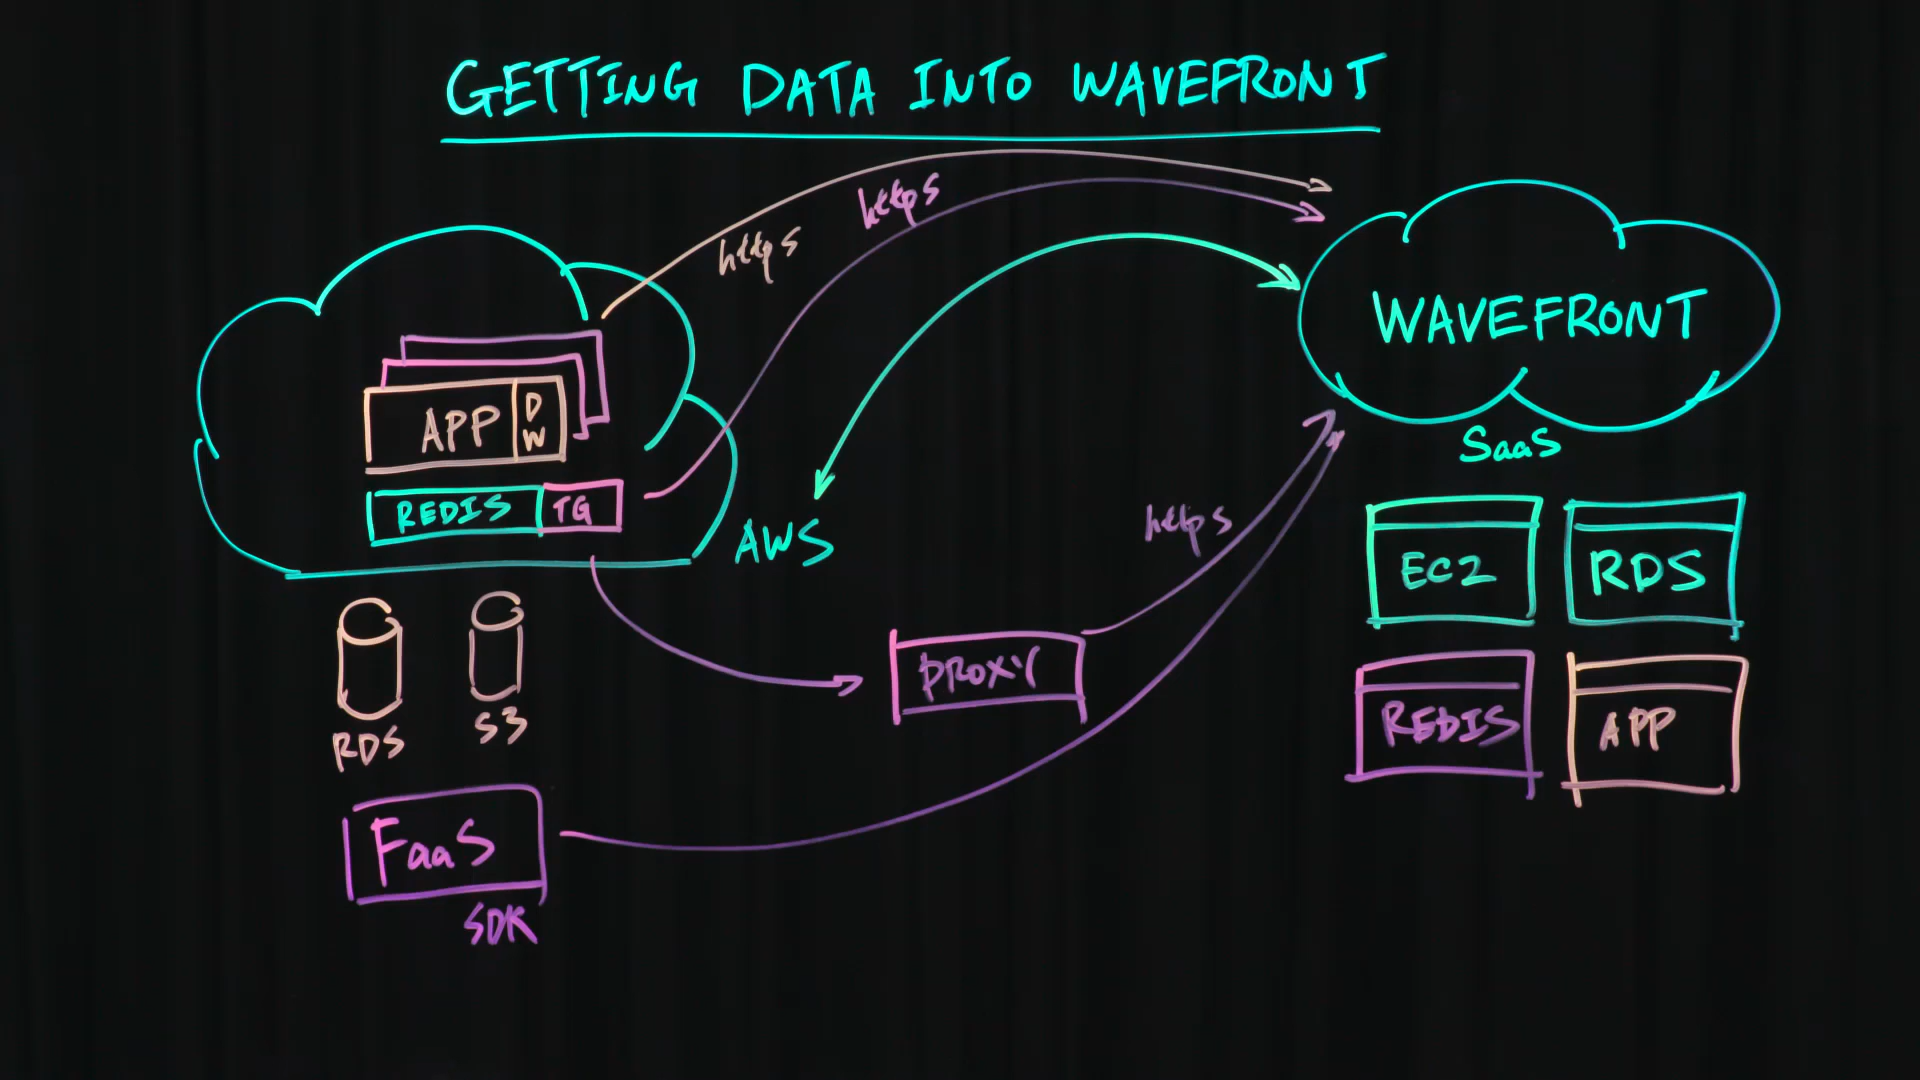 GETTING DATA INTO WAVEFRONT
https
https
WAVEFRONT
SaaS
APP
DW
REDIS
TG
AWS
https
EC2
RDS
PROXY
REDIS
APP
RDS
S3
FaaS
SDK